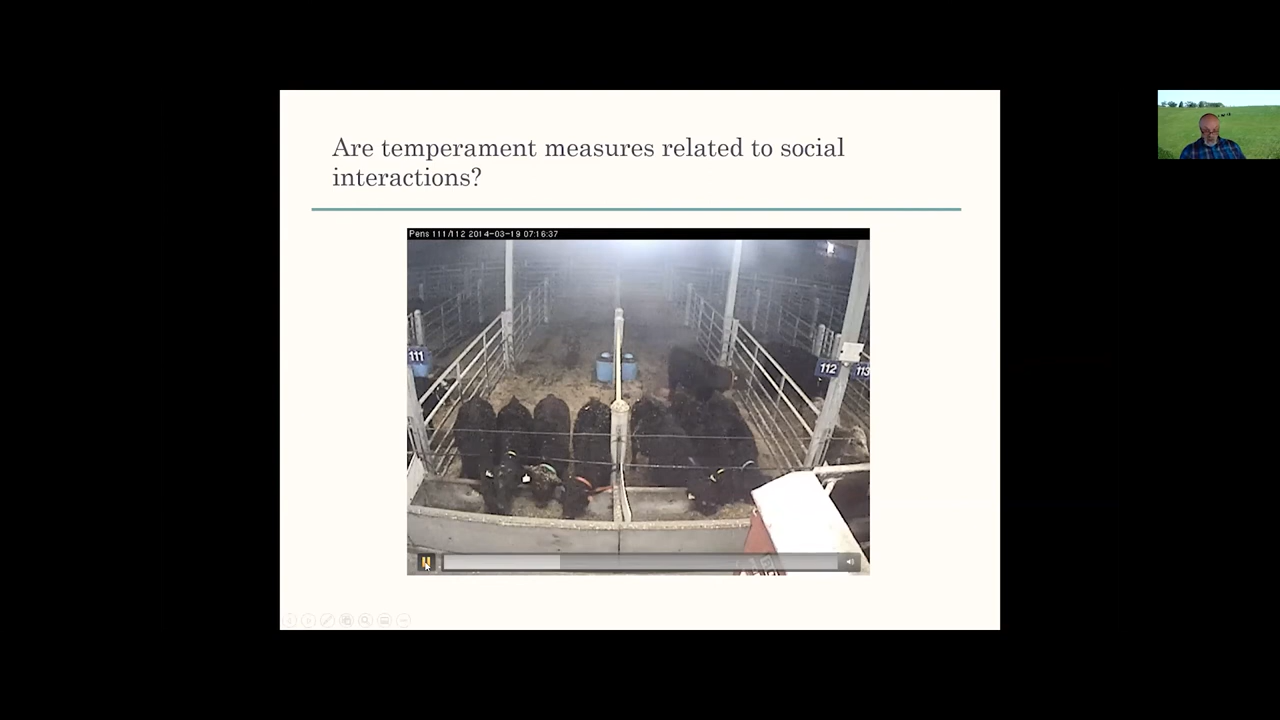 Are temperament measures related to social
interactions?
Pens 111/112 2014-03-19 07:16:37
111
112
113